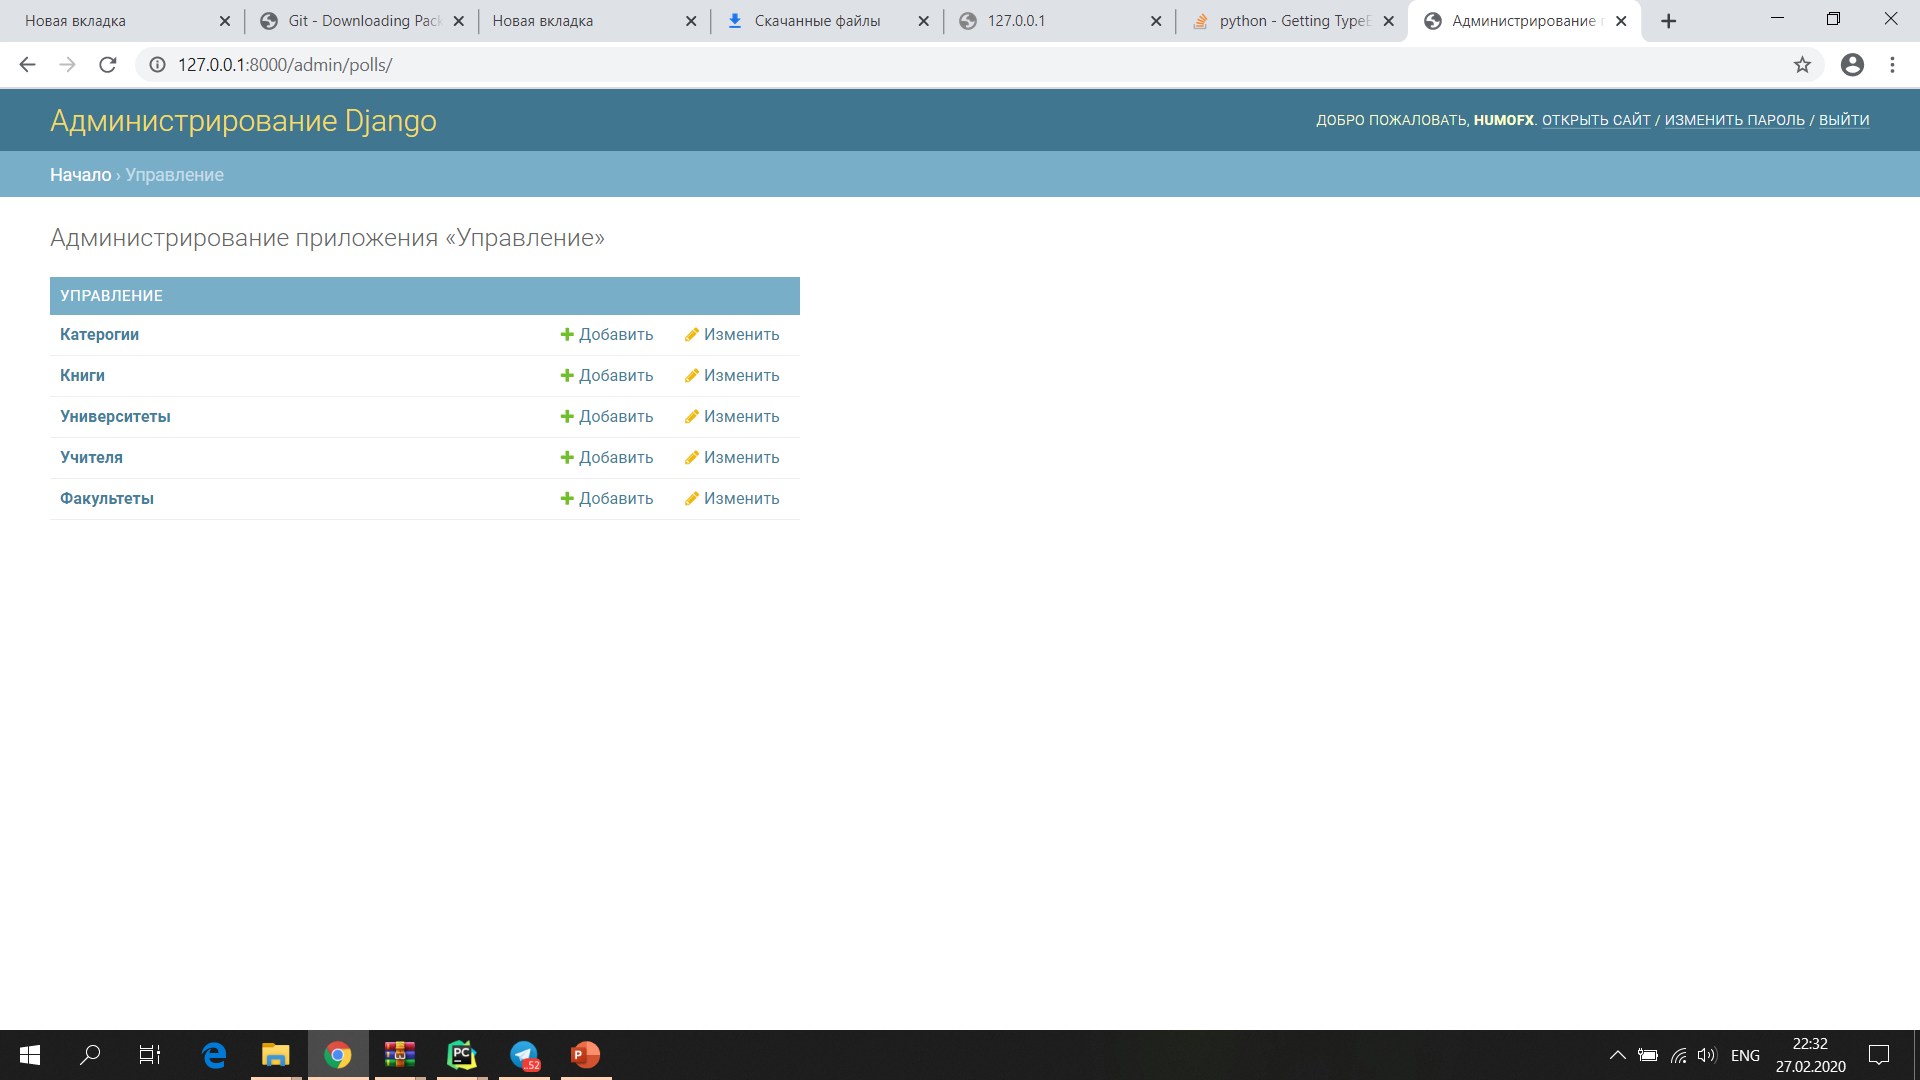 Новая вкладка
Git - Downloading Pack
Новая вкладка
Скачанные файлы
127.0.0.1
python - Getting TypeE
Администрирование
127.0.0.1:8000/admin/polls/
Администрирование Django
ДОБРО ПОЖАЛОВАТЬ, HUMOFX. ОТКРЫТЬ САЙТ / ИЗМЕНИТЬ ПАРОЛЬ / ВЫЙТИ
Начало › Управление
Администрирование приложения «Управление»
УПРАВЛЕНИЕ
Катерогии Добавить Изменить
Книги Добавить Изменить
Университеты Добавить Изменить
Учителя Добавить Изменить
Факультеты Добавить Изменить
PC
..52
P
ENG
22:32
27.02.2020